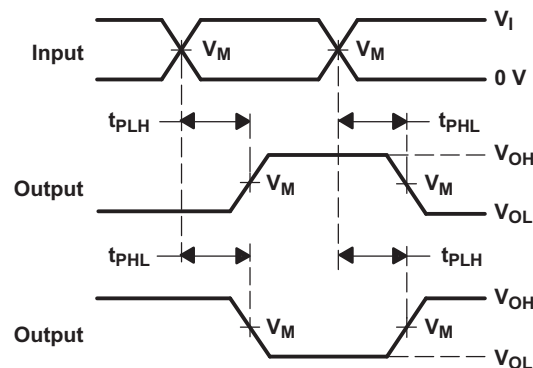 V_I
Input
V_M
V_M
0 V
t_PLH
t_PHL
V_OH
Output
V_M
V_M
V_OL
t_PHL
t_PLH
V_OH
Output
V_M
V_M
V_OL